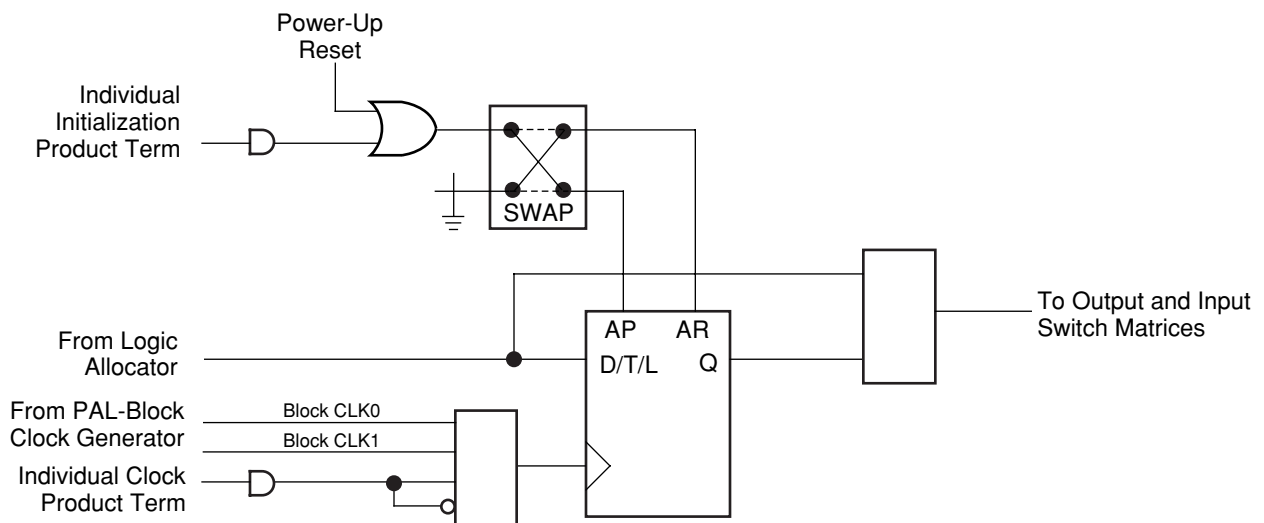 Power-Up
Reset
Individual
Initialization
Product Term
SWAP
To Output and Input
Switch Matrices
AP
AR
From Logic
Allocator
D/T/L
Q
From PAL-Block
Clock Generator
Block CLK0
Block CLK1
Individual Clock
Product Term